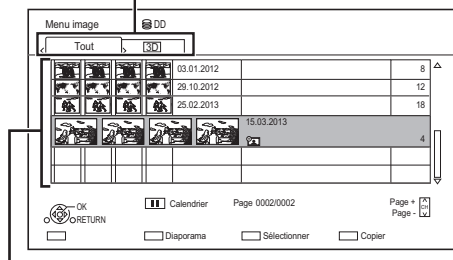 Menu image DD
Tout 3D
03.01.2012 8
29.10.2012 12
25.02.2013 18
15.03.2013
4
OK
RETURN
Calendrier Page 0002/0002 Page + CH
Page -
Diaporama Sélectionner Copier